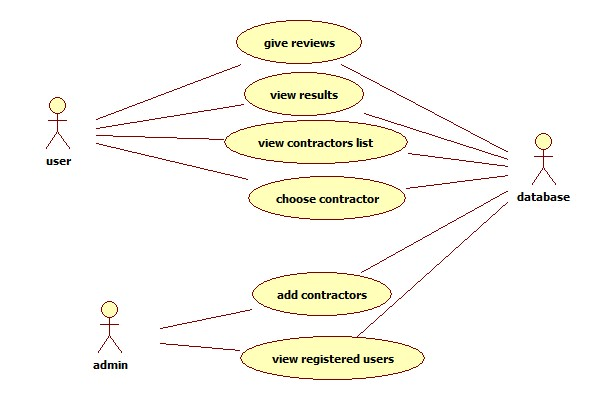 give reviews
view results
user
view contractors list
database
choose contractor
add contractors
admin
view registered users